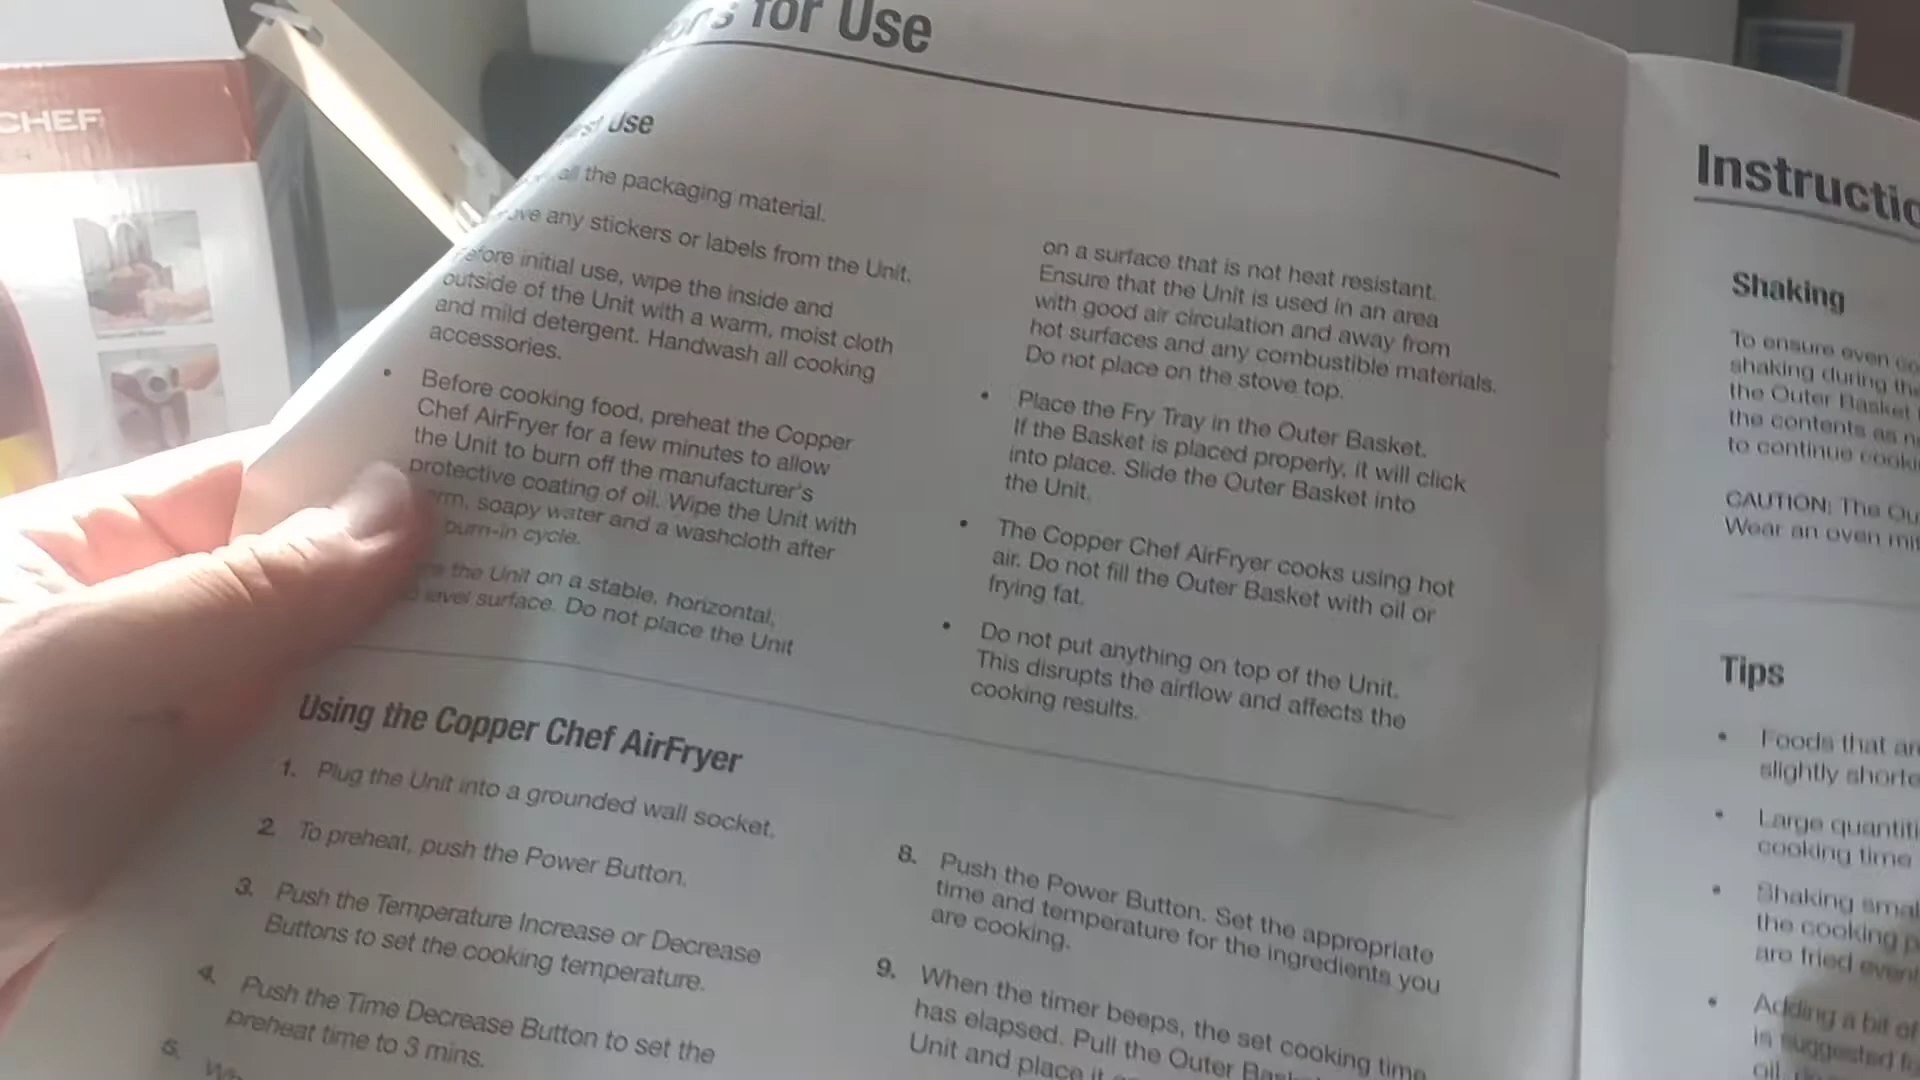 CHEF
for Use
Use
all the packaging material.
any stickers or labels from the Unit.
initial use, wipe the inside and
outside of the Unit with a warm, moist cloth
and mild detergent. Handwash all cooking
accessories.
• Before cooking food, preheat the Copper
Chef AirFryer for a few minutes to allow
the Unit to burn off the manufacturer's
protective coating of oil. Wipe the Unit with
soapy water and a washcloth after
burn-in cycle.
the Unit on a stable, horizontal,
level surface. Do not place the Unit
on a surface that is not heat resistant.
Ensure that the Unit is used in an area
with good air circulation and away from
hot surfaces and any combustible materials.
Do not place on the stove top.
• Place the Fry Tray in the Outer Basket.
If the Basket is placed properly, it will click
into place. Slide the Outer Basket into
the Unit.
• The Copper Chef AirFryer cooks using hot
air. Do not fill the Outer Basket with oil or
frying fat.
• Do not put anything on top of the Unit.
This disrupts the airflow and affects the
cooking results.
Using the Copper Chef AirFryer
1. Plug the Unit into a grounded wall socket.
2. To preheat, push the Power Button.
3. Push the Temperature Increase or Decrease
Buttons to set the cooking temperature.
4. Push the Time Decrease Button to set the
preheat time to 3 mins.
5.
8. Push the Power Button. Set the appropriate
time and temperature for the ingredients you
are cooking.
9. When the timer beeps, the set cooking time
has elapsed. Pull the Outer
Unit and place it
Shaking
To ensure even
shaking during the
the Outer Basket
the contents as
to continue
CAUTION: The
Wear an oven
Tips
• Foods that
slightly
• Large
cooking time
• Shaking
the cooking
are fried
• Adding a bit of
is suggested
oil